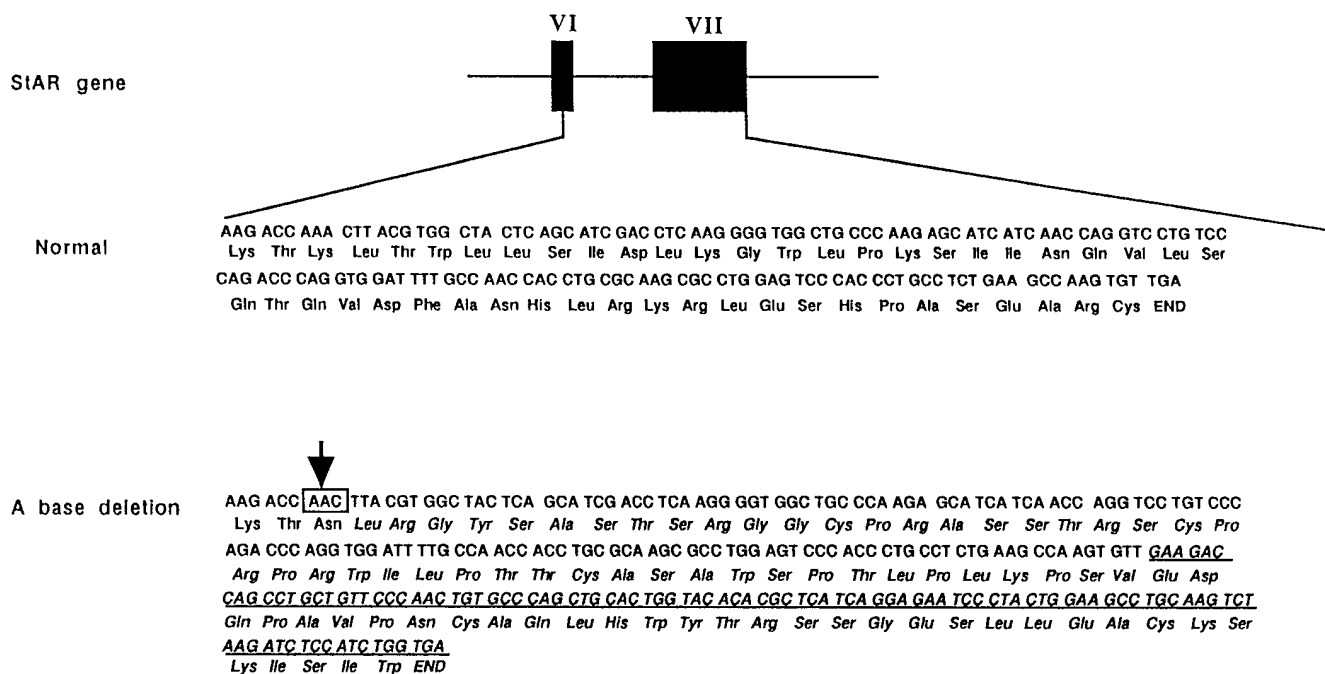 VI VII
StAR gene
Normal
AAG ACC AAA CTT ACG TGG CTA CTC AGC ATC GAC CTC AAG GGG TGG CTG CCC AAG AGC ATC ATC AAC CAG GTC CTG TCC
Lys Thr Lys Leu Thr Trp Leu Leu Ser Ile Asp Leu Lys Gly Trp Leu Pro Lys Ser Ile Ile Asn Gln Val Leu Ser
CAG ACC CAG GTG GAT TTT GCC AAC CAC CTG CGC AAG CGC CTG GAG TCC CAC CCT GCC TCT GAA GCC AAG TGT TGA
Gln Thr Gln Val Asp Phe Ala Asn His Leu Arg Lys Arg Leu Glu Ser His Pro Ala Ser Glu Ala Arg Cys END
A base deletion
AAG ACC AAC TTA CGT GGC TAC TCA GCA TCG ACC TCA AGG GGT GGC TGC CCA AGA GCA TCA TCA ACC AGG TCC TGT CCC
Lys Thr Asn Leu Arg Gly Tyr Ser Ala Ser Thr Ser Arg Gly Gly Cys Pro Arg Ala Ser Ser Thr Arg Ser Cys Pro
AGA CCC AGG TGG ATT TTG CCA ACC ACC TGC GCA AGC GCC TGG AGT CCC ACC CTG CCT CTG AAG CCA AGT GTT GAA GAC
Arg Pro Arg Trp Ile Leu Pro Thr Thr Cys Ala Ser Ala Trp Ser Pro Thr Leu Pro Leu Lys Pro Ser Val Glu Asp
CAG CCT GCT GTT CCC AAC TGT GCC CAG CTG CAC TGG TAC ACA CGC TCA TCA GGA GAA TCC CTA CTG GAA GCC TGC AAG TCT
Gln Pro Ala Val Pro Asn Cys Ala Gln Leu His Trp Tyr Thr Arg Ser Ser Gly Glu Ser Leu Leu Glu Ala Cys Lys Ser
AAG ATC TCC ATC TGG TGA
Lys Ile Ser Ile Trp END